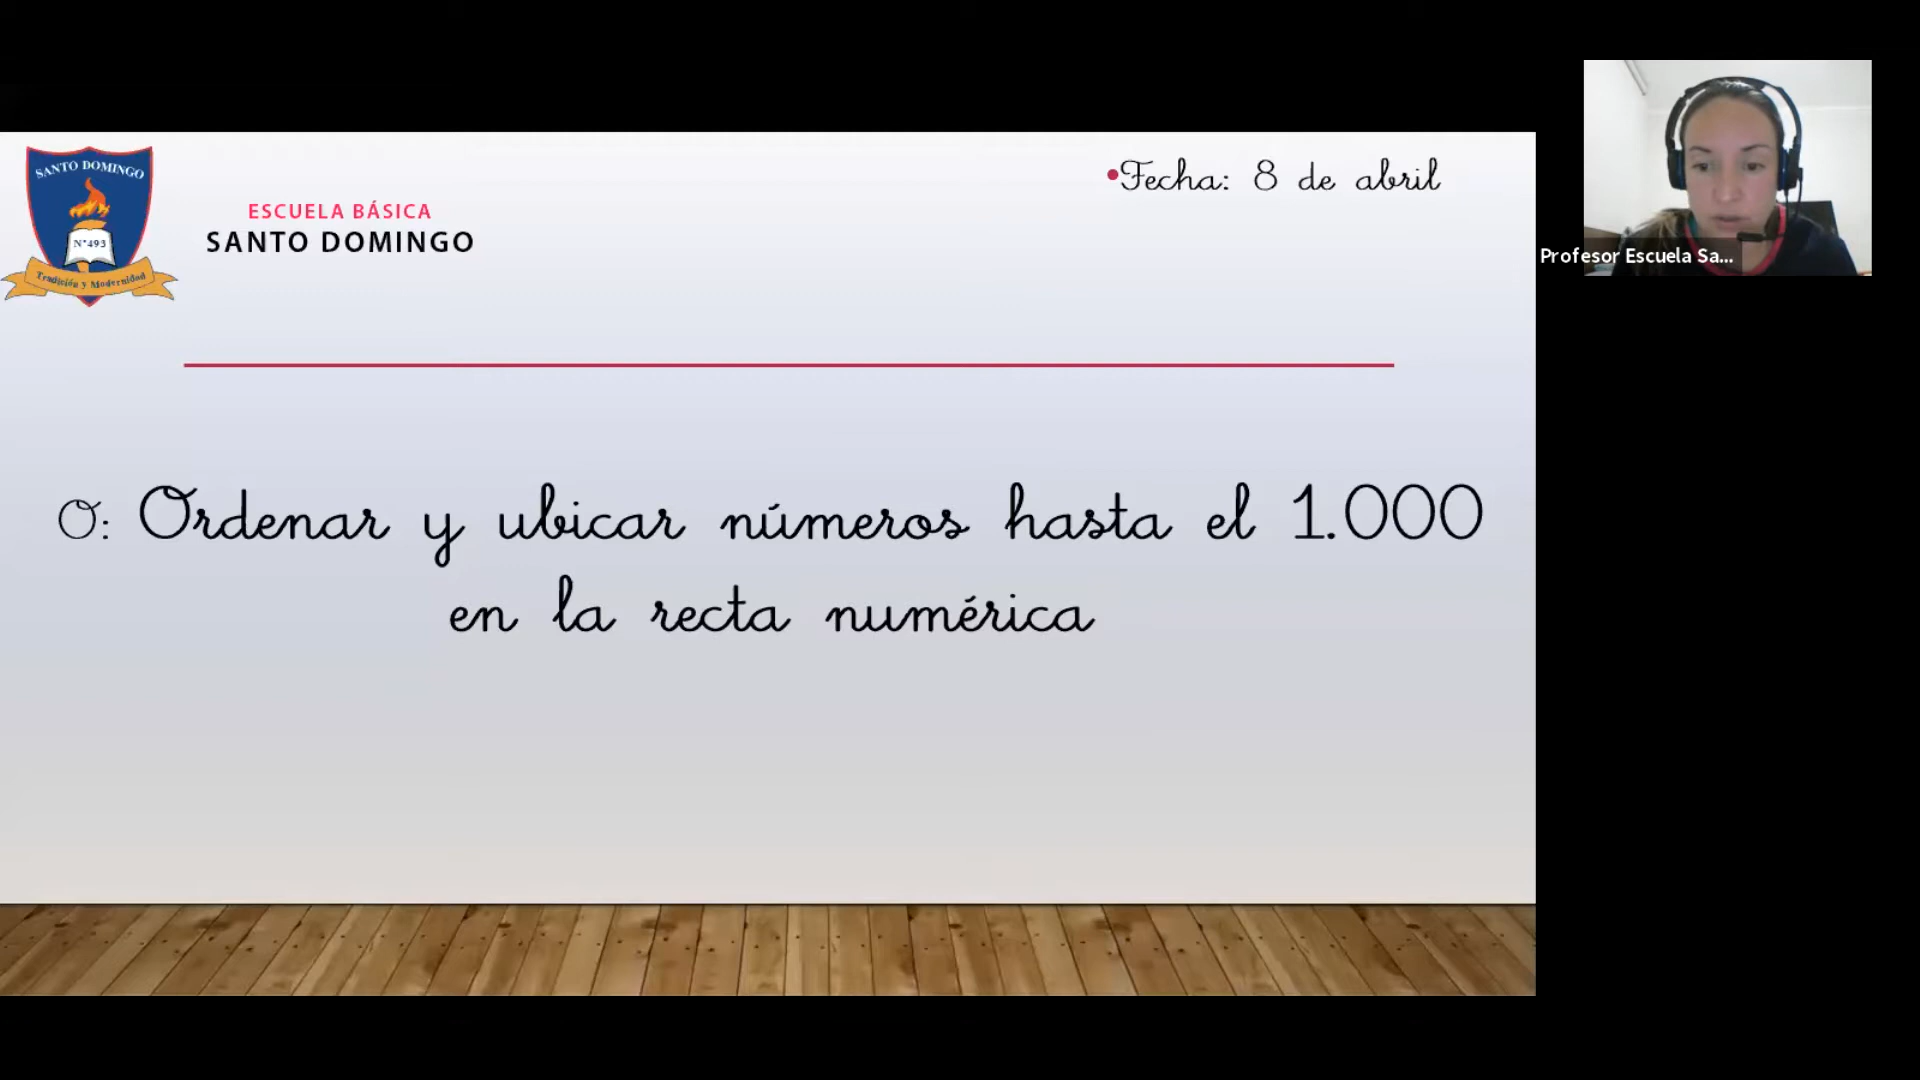 SANTO DOMINGO
N°493
Tradición y Modernidad
ESCUELA BÁSICA
SANTO DOMINGO
•Fecha: 8 de abril
O: Ordenar y ubicar números hasta el 1.000
en la recta numérica
Profesor Escuela Sa...